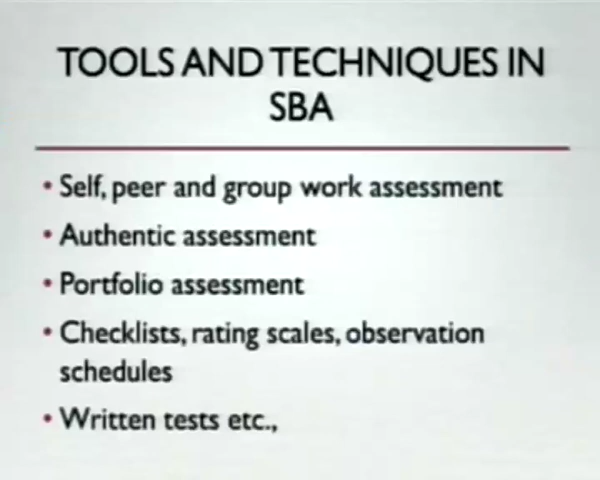 TOOLS AND TECHNIQUES IN
SBA
• Self, peer and group work assessment
• Authentic assessment
• Portfolio assessment
• Checklists, rating scales, observation
schedules
• Written tests etc.,